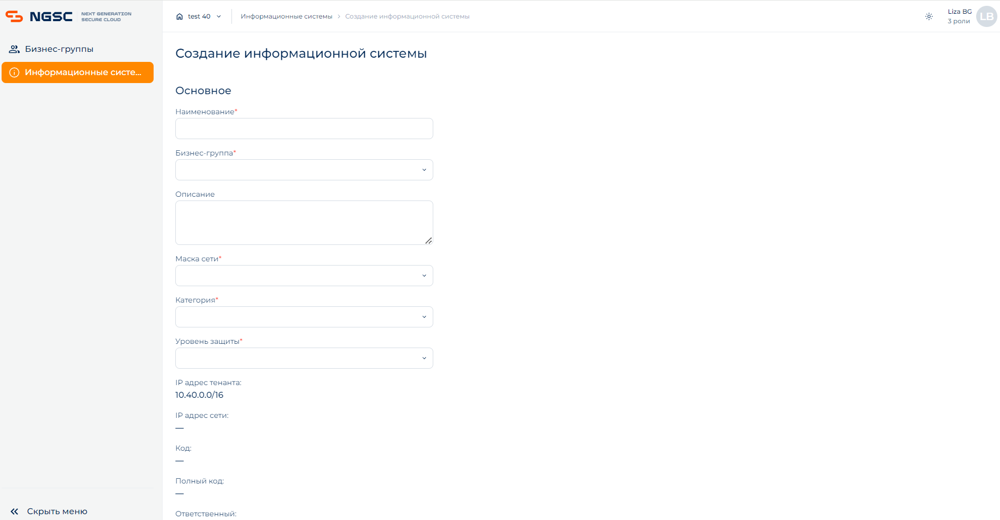 NGSC
NEXT GENERATION
SECURE CLOUD
test 40
Информационные системы
Создание информационной системы
Liza BG
3 роли
LB
Бизнес-группы
Информационные систе...
Создание информационной системы
Основное
Наименование*
Бизнес-группа*
Описание
Маска сети*
Категория*
Уровень защиты*
IP адрес тенанта:
10.40.0.0/16
IP адрес сети:
—
Код:
—
Полный код:
—
Ответственный:
Скрыть меню